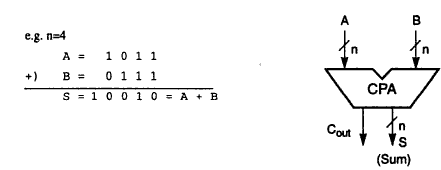 e.g. n=4
A = 1 0 1 1
+) B = 0 1 1 1
S = 1 0 0 1 0 = A + B
A B
n n
CPA
Cout n
S
(Sum)